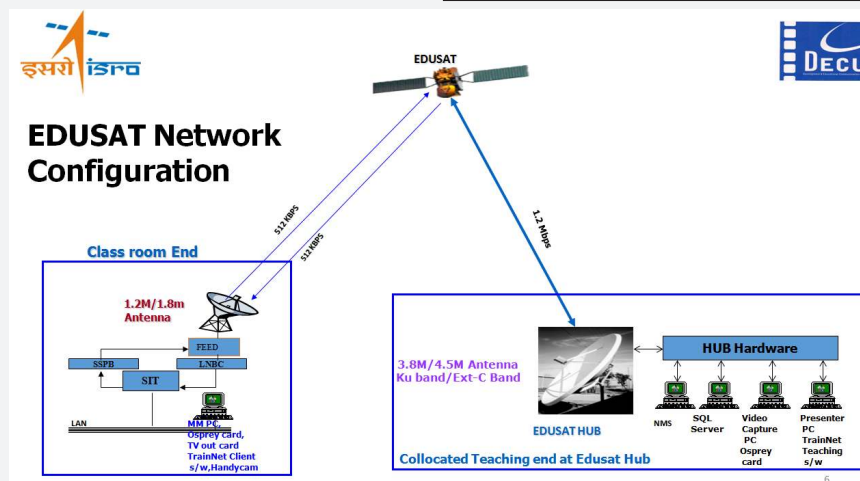 इसरो isro
DECU
EDUSAT
EDUSAT Network
Configuration
512 KBPS
512 KBPS
1.2 Mbps
Class room End
1.2M/1.8m
Antenna
FEED
SSPB
LNBC
SIT
LAN
MM PC,
Osprey card,
TV out card
TrainNet Client
s/w,Handycam
3.8M/4.5M Antenna
Ku band/Ext-C Band
EDUSAT HUB
HUB Hardware
NMS
SQL
Server
Video
Capture
PC
Osprey
card
Presenter
PC
TrainNet
Teaching
s/w
Collocated Teaching end at Edusat Hub
6